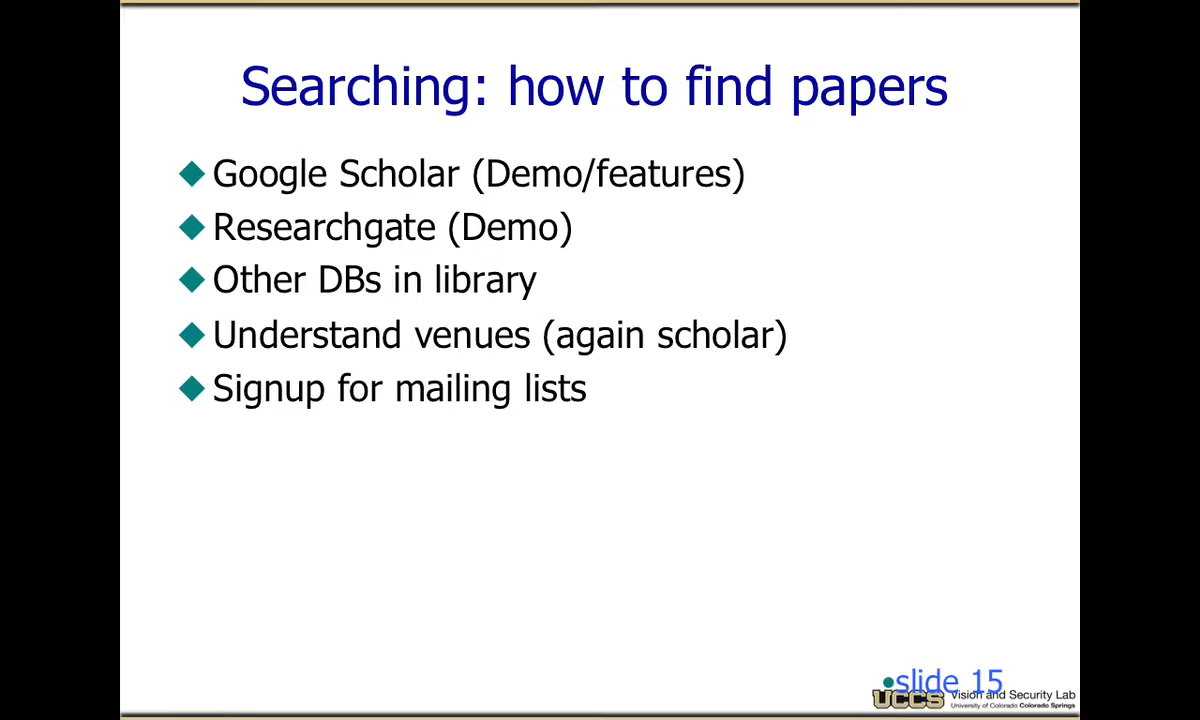 Searching: how to find papers
Google Scholar (Demo/features)
Researchgate (Demo)
Other DBs in library
Understand venues (again scholar)
Signup for mailing lists
slide 15
UCCS Vision and Security Lab
University of Colorado Colorado Springs